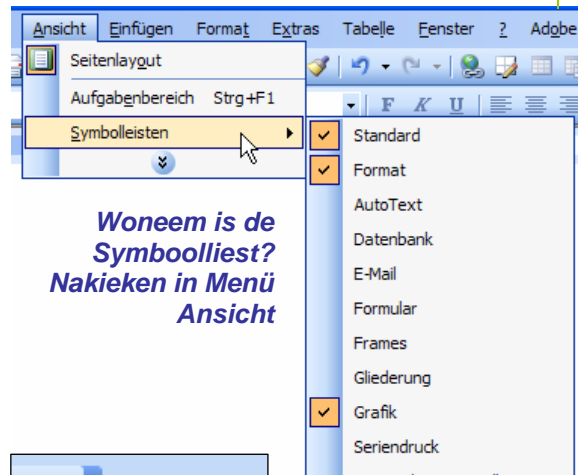 Ansicht Einfügen Format Extras Tabelle Fenster ? Adobe
Seitenlayout
Aufgabenbereich Strg+F1
F K U
Symbolleisten
Standard
Format
AutoText
Datenbank
E-Mail
Formular
Frames
Gliederung
Grafik
Seriendruck
Woneem is de
Symboolliest?
Nakieken in Menü
Ansicht